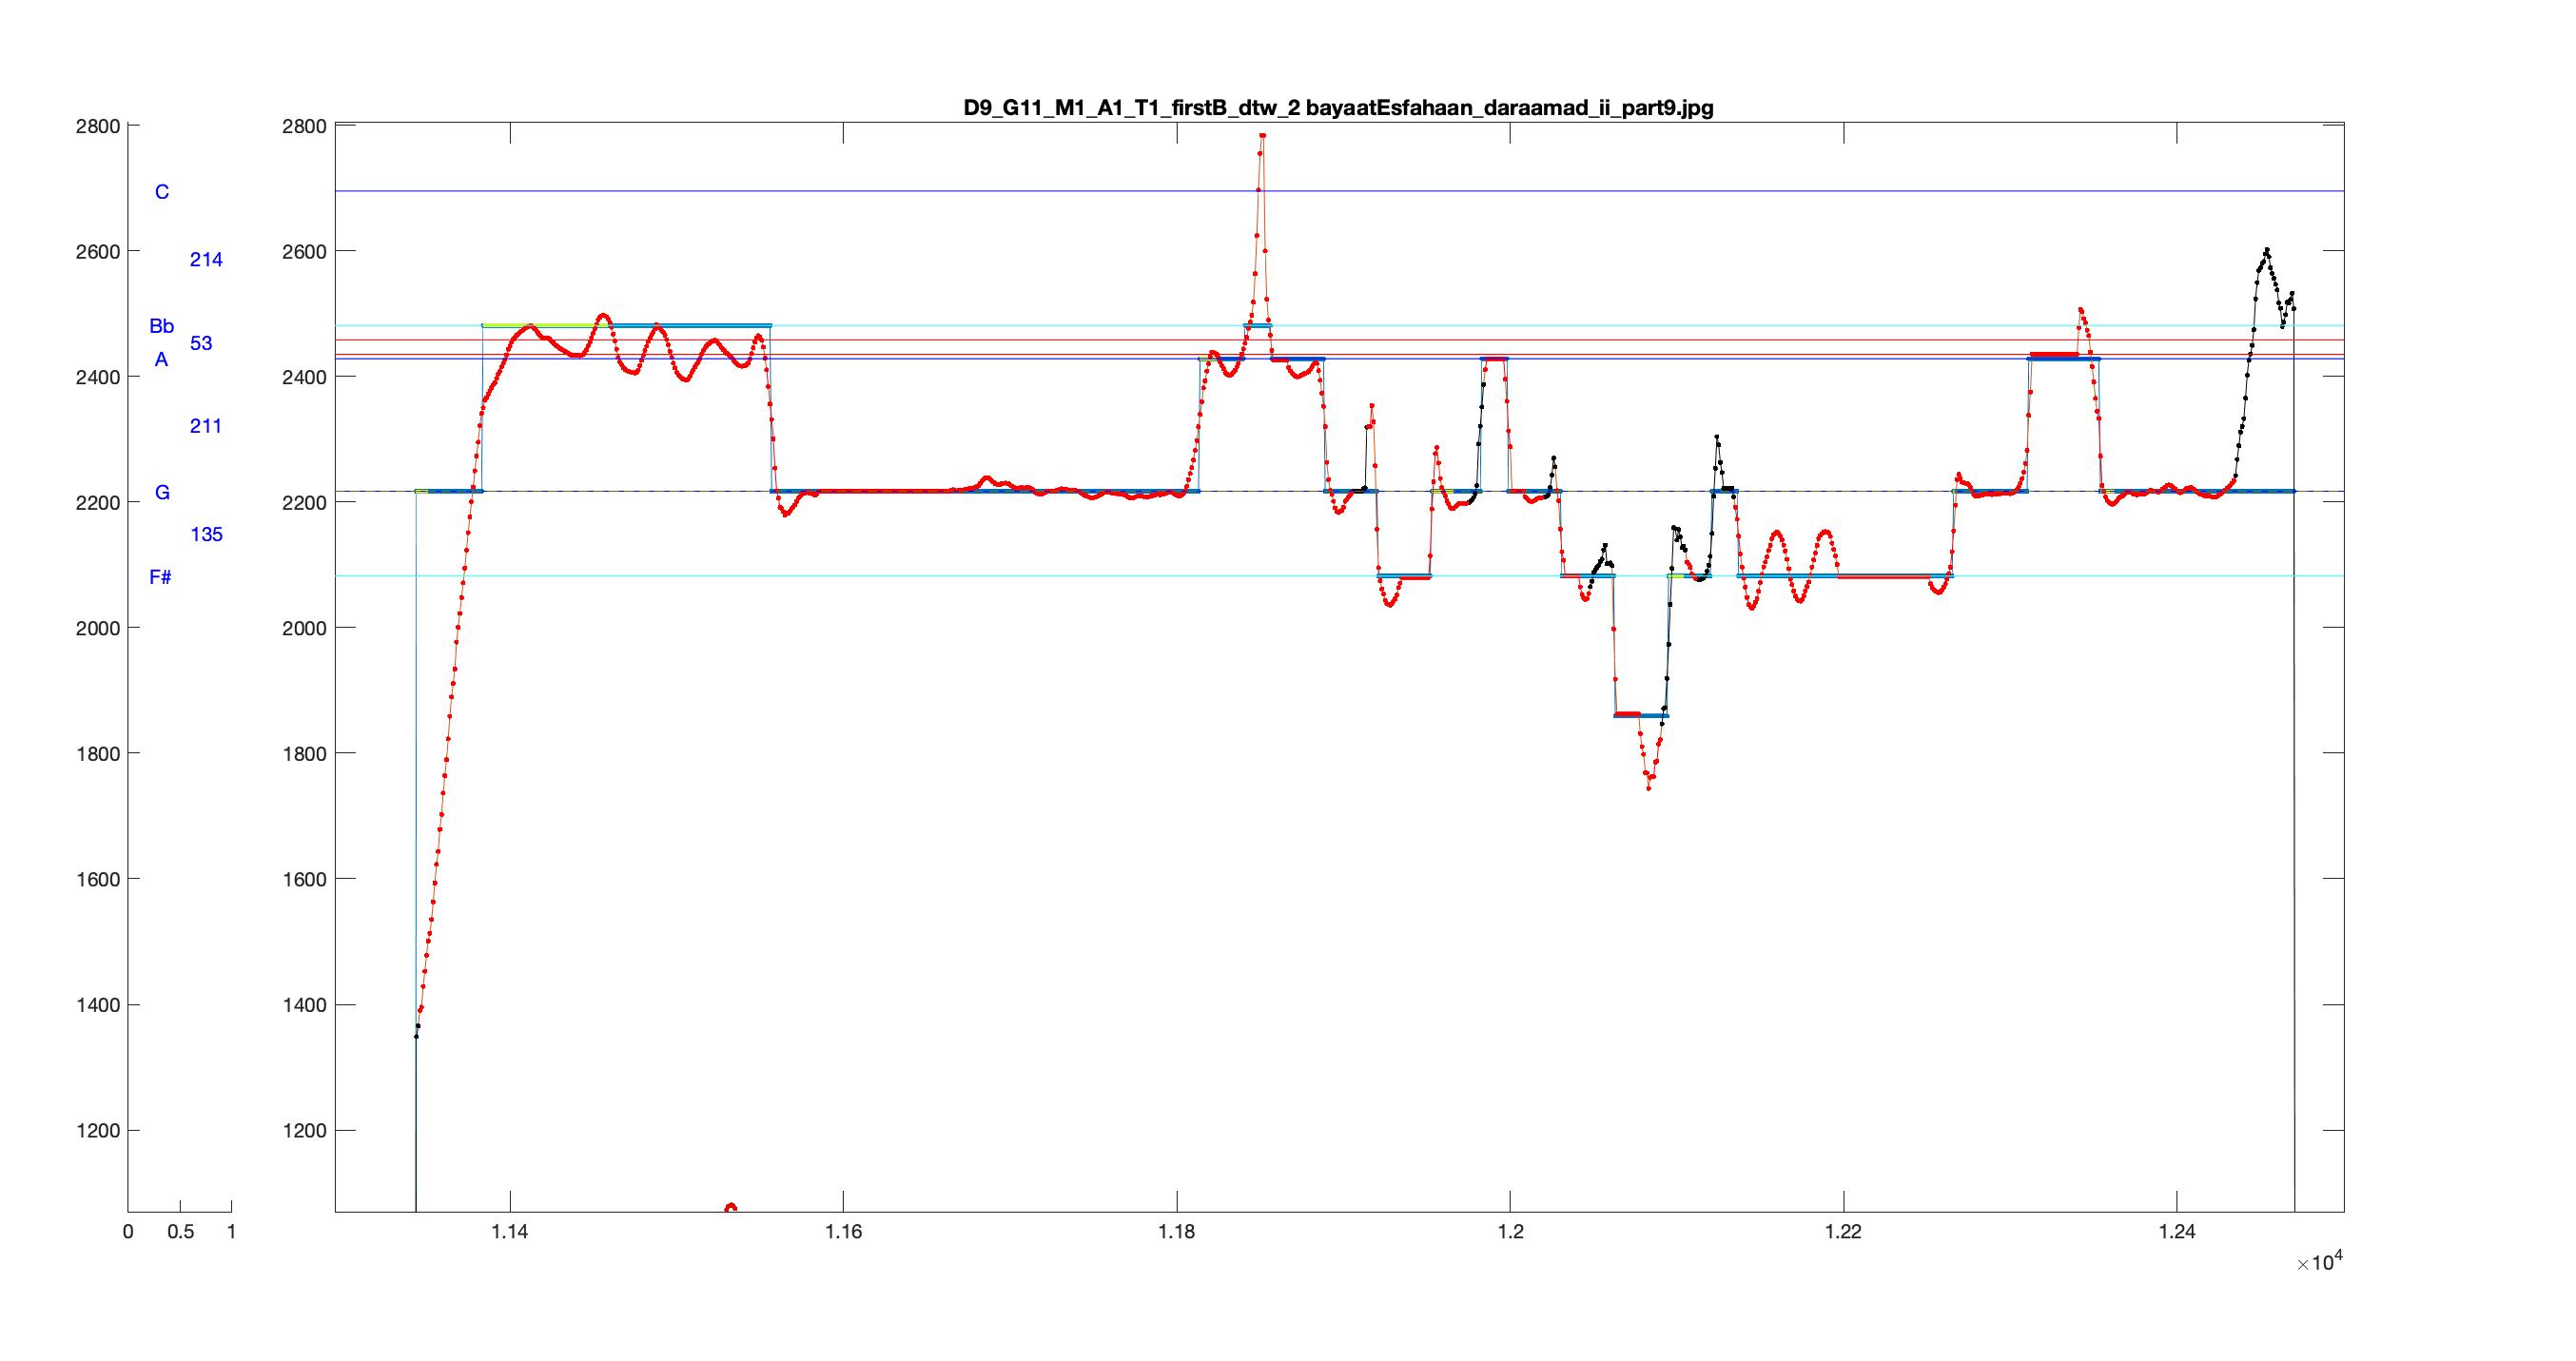 D9_G11_M1_A1_T1_firstB_dtw_2 bayaatEsfahaan_daraamad_ii_part9.jpg
2800 2800
C
2600 214 2600
Bb
53
A
2400 2400
211
G
2200 2200
135
F#
2000 2000
1800 1800
1600 1600
1400 1400
1200 1200
0 0.5 1 1.14 1.16 1.18 1.2 1.22 1.24
×10⁴